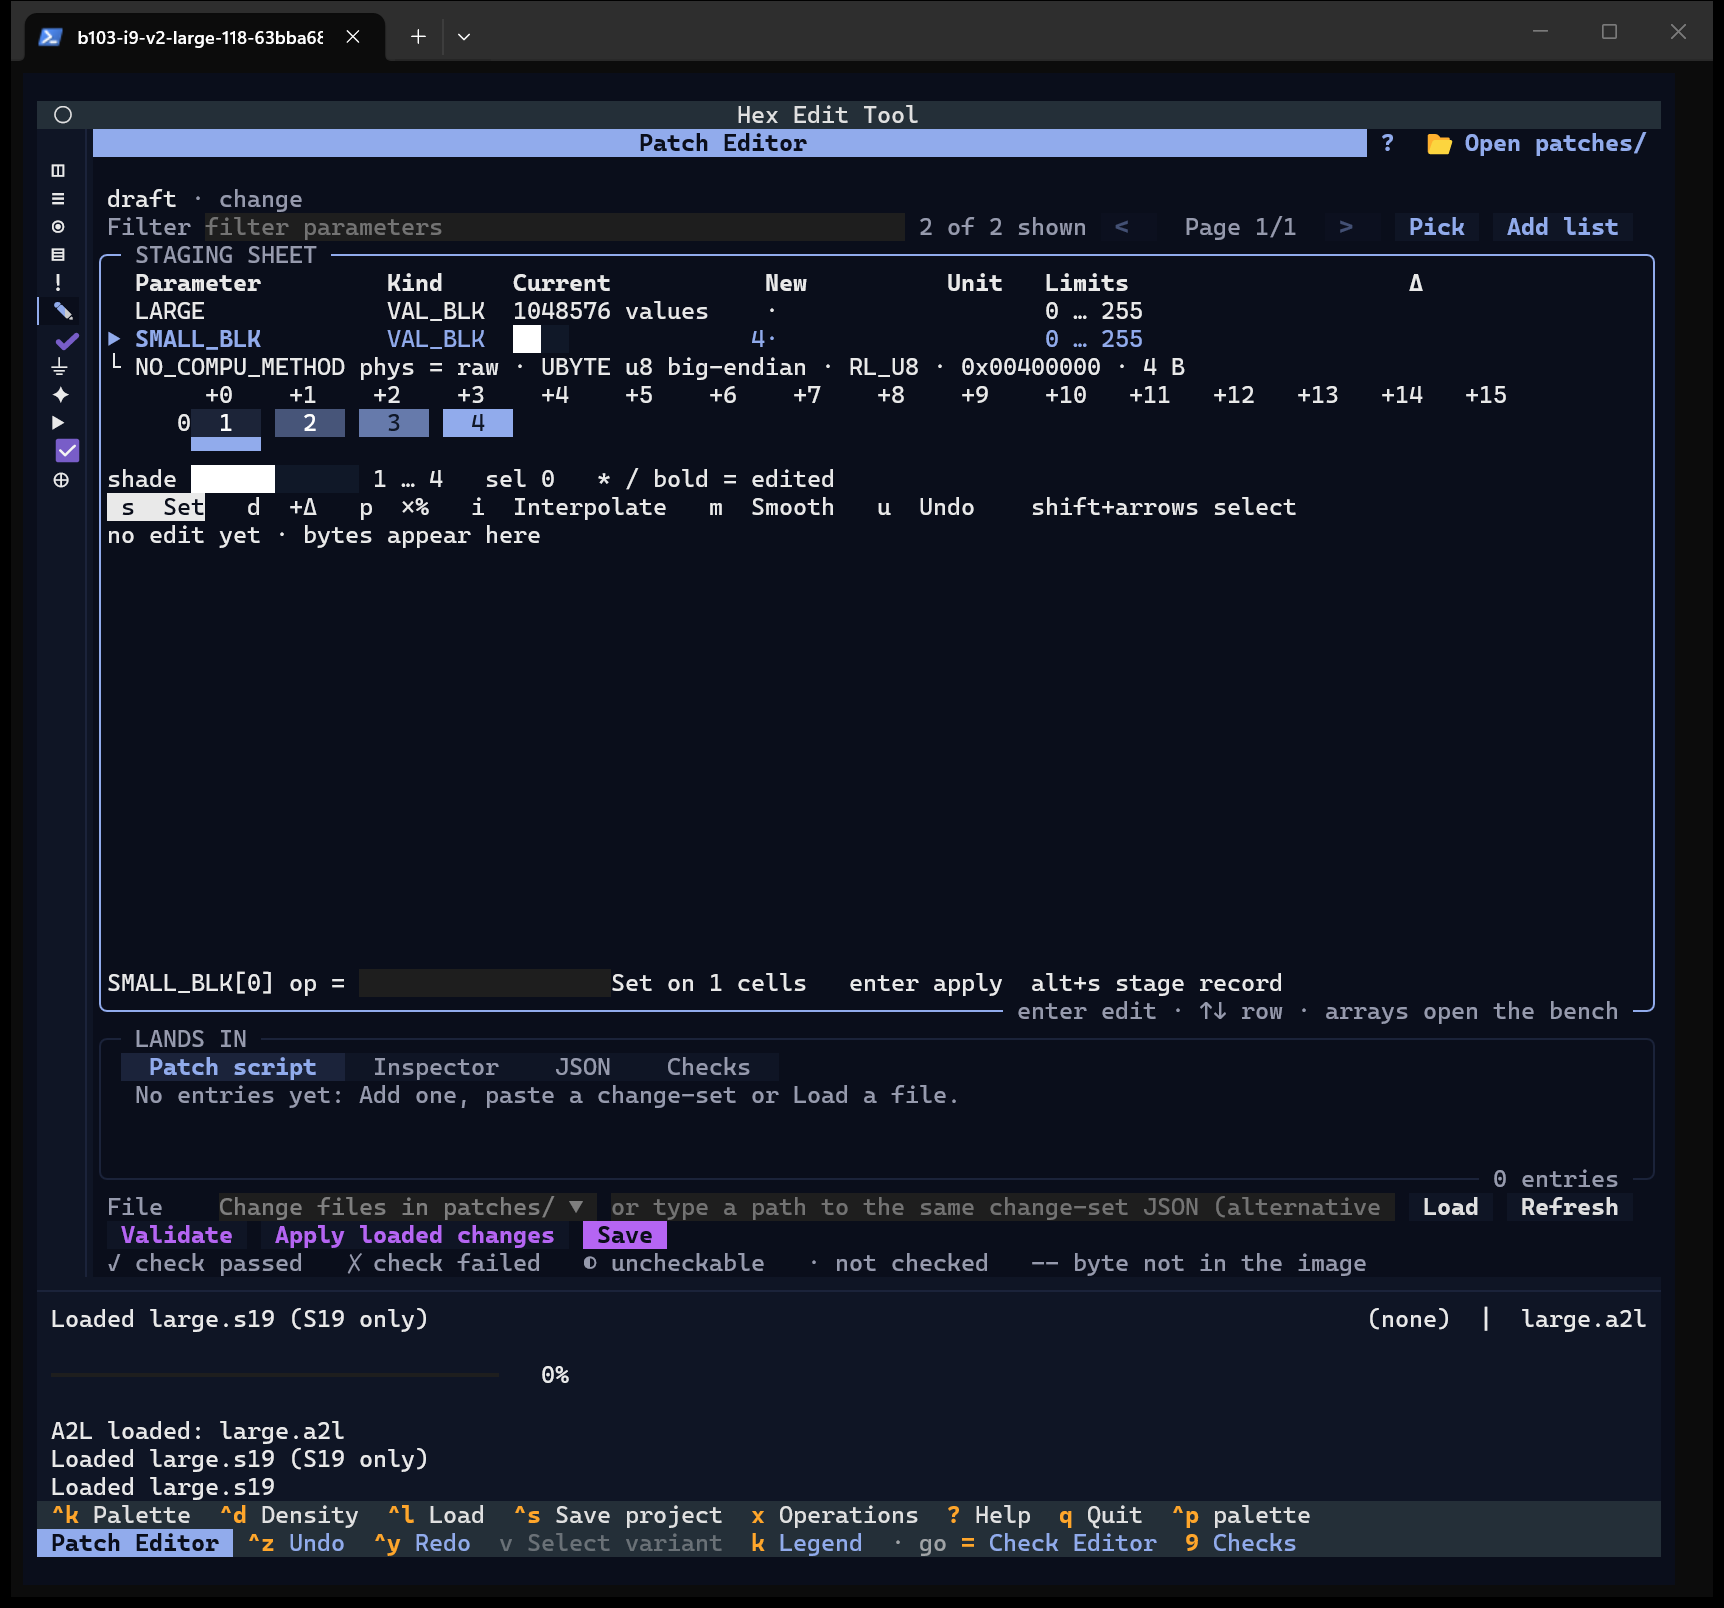 b103-i9-v2-large-118-63bba68
Hex Edit Tool
Patch Editor ? Open patches/
draft · change
Filter filter parameters 2 of 2 shown < Page 1/1 > Pick Add list
STAGING SHEET
Parameter Kind Current New Unit Limits Δ
LARGE VAL_BLK 1048576 values · 0 … 255
▶ SMALL_BLK VAL_BLK 4· 0 … 255
└ NO_COMPU_METHOD phys = raw · UBYTE u8 big-endian · RL_U8 · 0x00400000 · 4 B
+0 +1 +2 +3 +4 +5 +6 +7 +8 +9 +10 +11 +12 +13 +14 +15
0 1 2 3 4
shade 1 … 4 sel 0 * / bold = edited
s Set d +Δ p ×% i Interpolate m Smooth u Undo shift+arrows select
no edit yet · bytes appear here
SMALL_BLK[0] op = Set on 1 cells enter apply alt+s stage record
enter edit · ↑↓ row · arrays open the bench
LANDS IN
Patch script Inspector JSON Checks
No entries yet: Add one, paste a change-set or Load a file.
0 entries
File Change files in patches/ ▼ or type a path to the same change-set JSON (alternative Load Refresh
Validate Apply loaded changes Save
✓ check passed ✗ check failed ◐ uncheckable · not checked -- byte not in the image
Loaded large.s19 (S19 only) (none) | large.a2l
0%
A2L loaded: large.a2l
Loaded large.s19 (S19 only)
Loaded large.s19
^k Palette ^d Density ^l Load ^s Save project x Operations ? Help q Quit ^p palette
Patch Editor ^z Undo ^y Redo v Select variant k Legend · go = Check Editor 9 Checks